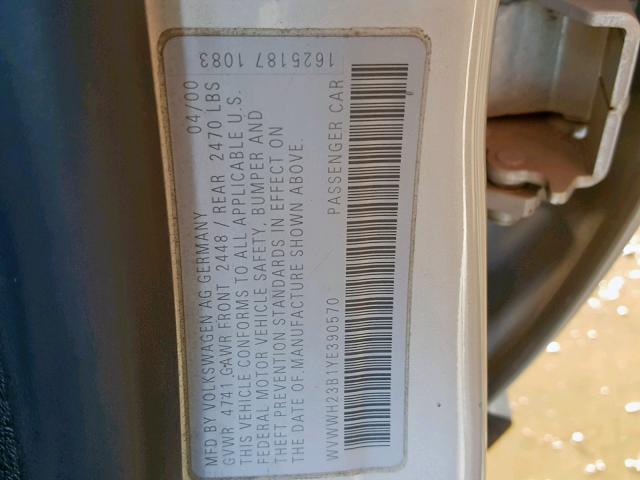 MFD BY VOLKSWAGEN AG GERMANY 04/00
GVWR 4741 GAWR FRONT 2448 / REAR 2470 LBS
THIS VEHICLE CONFORMS TO ALL APPLICABLE U.S.
FEDERAL MOTOR VEHICLE SAFETY, BUMPER AND
THEFT PREVENTION STANDARDS IN EFFECT ON
THE DATE OF MANUFACTURE SHOWN ABOVE.
1625187 1083
WVWWH23B1YE390570 PASSENGER CAR